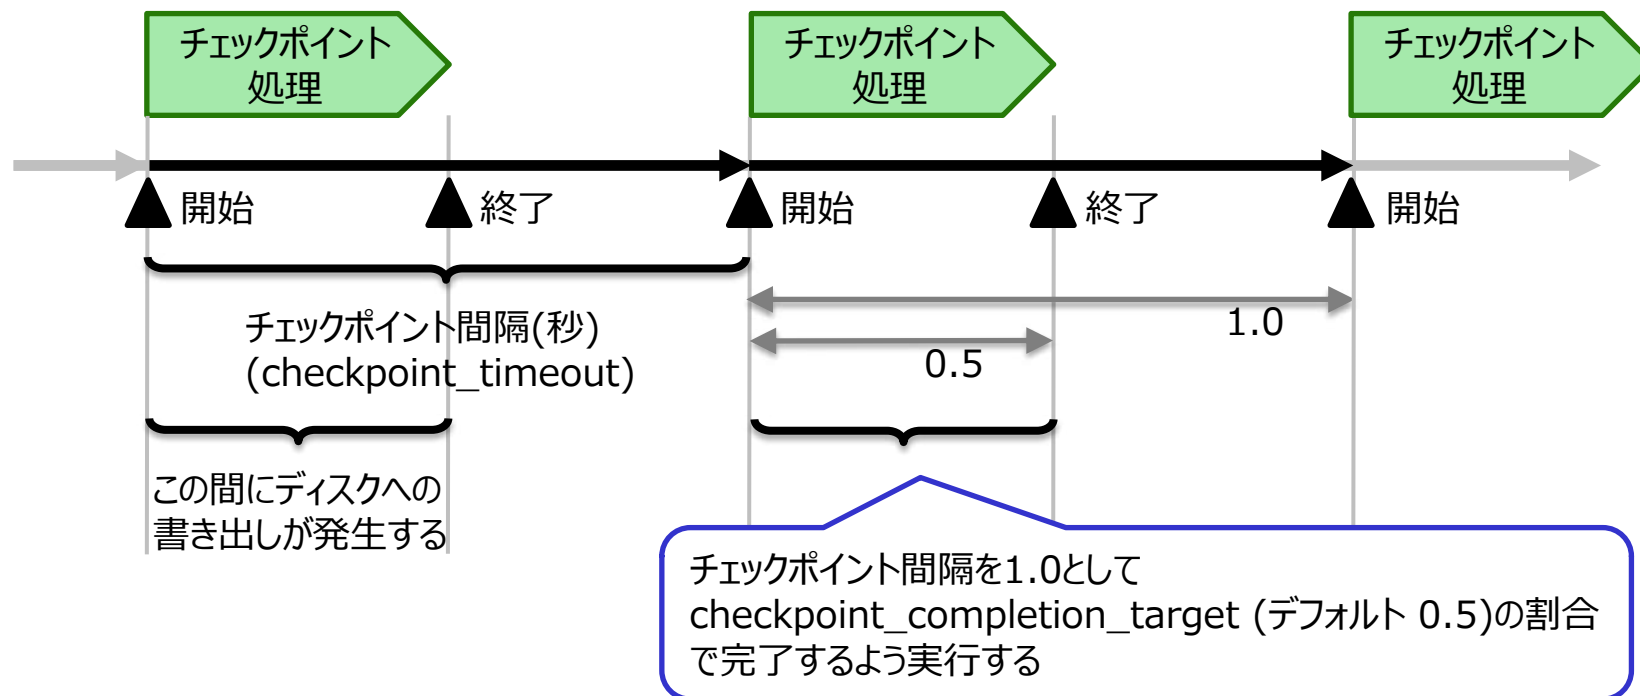 チェックポイント
処理
チェックポイント
処理
チェックポイント
処理
開始
終了
開始
終了
開始
チェックポイント間隔(秒)
(checkpoint_timeout)
1.0
0.5
この間にディスクへの
書き出しが発生する
チェックポイント間隔を1.0として
checkpoint_completion_target (デフォルト 0.5)の割合
で完了するよう実行する